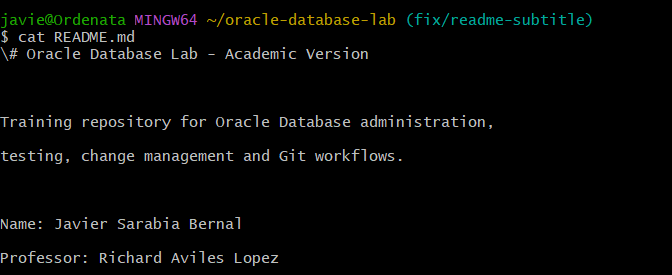 javie@Ordenata MINGW64 ~/oracle-database-lab (fix/readme-subtitle)
$ cat README.md
\# Oracle Database Lab - Academic Version
Training repository for Oracle Database administration,
testing, change management and Git workflows.
Name: Javier Sarabia Bernal
Professor: Richard Aviles Lopez